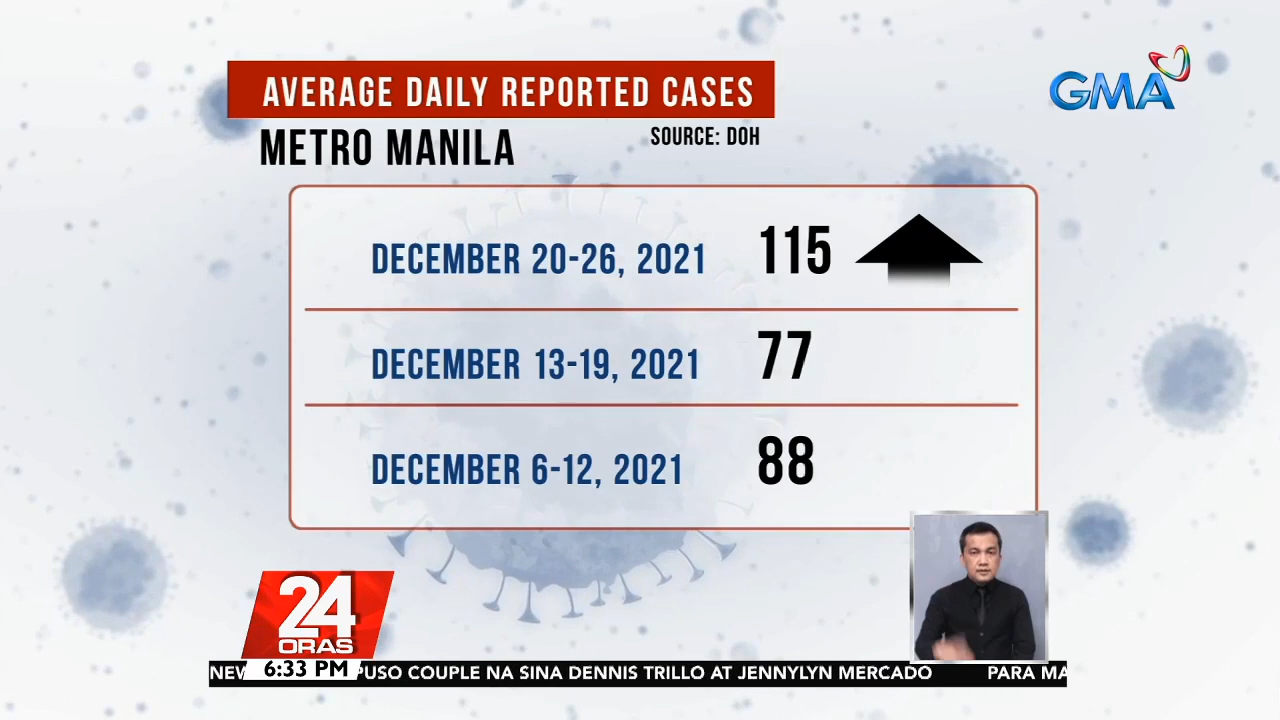 AVERAGE DAILY REPORTED CASES
GMA
METRO MANILA
SOURCE: DOH
DECEMBER 20-26, 2021 115
DECEMBER 13-19, 2021 77
DECEMBER 6-12, 2021 88
24
ORAS
6:33 PM
NEW PUSO COUPLE NA SINA DENNIS TRILLO AT JENNYLYN MERCADO PARA MA